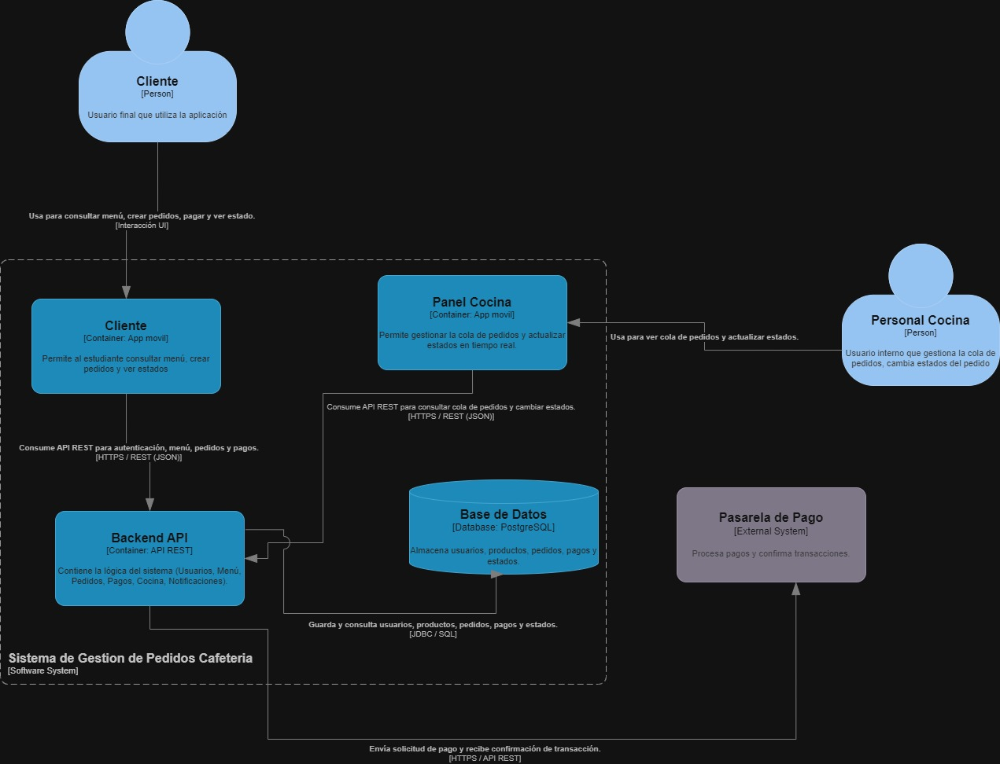 Cliente
[Person]
Usuario final que utiliza la aplicación
Usa para consultar menú, crear pedidos, pagar y ver estado.
[Interacción UI]
Cliente
[Container: App movil]
Permite al estudiante consultar menú, crear
pedidos y ver estados
Panel Cocina
[Container: App movil]
Permite gestionar la cola de pedidos y actualizar
estados en tiempo real.
Usa para ver cola de pedidos y actualizar estados.
Personal Cocina
[Person]
Usuario interno que gestiona la cola de
pedidos, cambia estados del pedido
Consume API REST para consultar cola de pedidos y cambiar estados.
[HTTPS / REST (JSON)]
Consume API REST para autenticación, menú, pedidos y pagos.
[HTTPS / REST (JSON)]
Backend API
[Container: API REST]
Contiene la lógica del sistema (Usuarios, Menú,
Pedidos, Pagos, Cocina, Notificaciones).
Base de Datos
[Database: PostgreSQL]
Almacena usuarios, productos, pedidos, pagos y
estados.
Pasarela de Pago
[External System]
Procesa pagos y confirma transacciones.
Guarda y consulta usuarios, productos, pedidos, pagos y estados.
[JDBC / SQL]
Sistema de Gestion de Pedidos Cafeteria
[Software System]
Envía solicitud de pago y recibe confirmación de transacción.
[HTTPS / API REST]